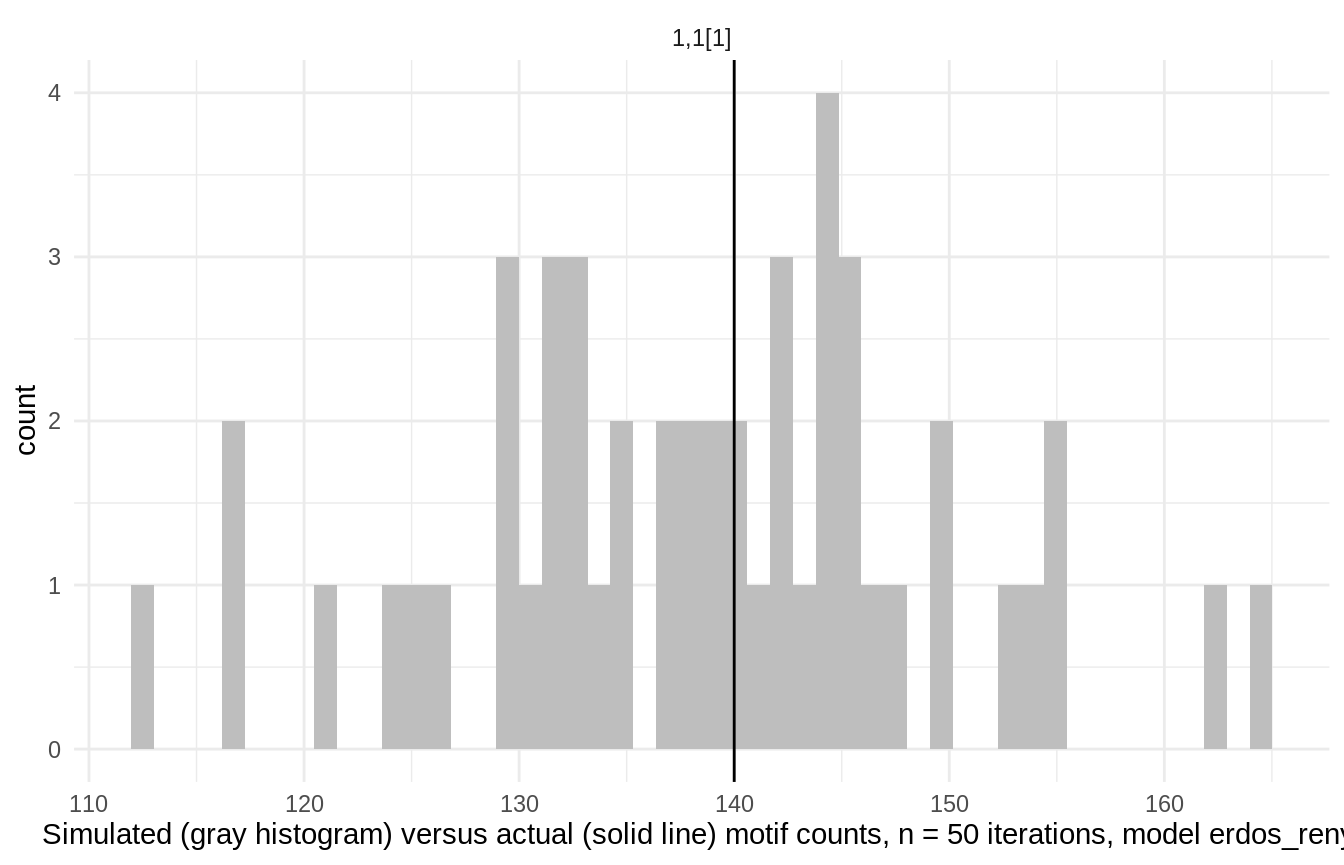 1,1[1]
4
3
2
1
0
count
110 120 130 140 150 160
Simulated (gray histogram) versus actual (solid line) motif counts, n = 50 iterations, model erdos_reny